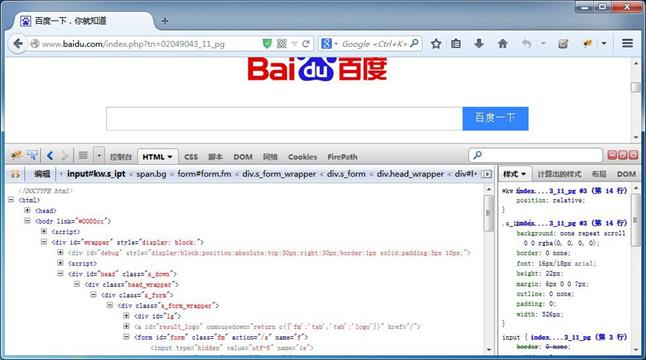 百度一下，你就知道
www.baidu.com/index.php?tn=02049043_11_pg
Google <Ctrl+K>
Bai du 百度
百度一下
控制台 HTML CSS 脚本 DOM 网络 Cookies FirePath
编辑 input#kw.s_ipt < span.bg < form#form.fm < div.s_form_wrapper < div.s_form < div.head_wrapper < div#
样式 计算出的样式 布局 DOM
<!DOCTYPE html>
<html>
<head>
<body link="#0000cc">
<script>
<div id="wrapper" style="display: block;">
<div id="debug" style="display:block;position:absolute;top:30px;right:30px;border:1px solid;padding:5px 10px;">
<script>
<div id="head" class="s_down">
<div class="head_wrapper">
<div class="s_form">
<div class="s_form_wrapper">
<div id="lg">
<a id="result_logo" onmousedown="return c({'fm':'tab','tab':'logo'})" href="/">
<form id="form" class="fm" action="/s" name="f">
<input type="hidden" value="utf-8" name="ie">
#kw index....3_11_pg #3 (第 14 行)
position: relative;
}
.s_i index....3_11_pg #3 (第 14 行)
background: none repeat scroll
0 0 rgba(0, 0, 0, 0);
border: 0 none;
font: 16px/18px arial;
height: 22px;
margin: 6px 0 0 7px;
outline: 0 none;
padding: 0;
width: 526px;
}
input { index....3_11_pg #3 (第 3 行)
border: 0 none;